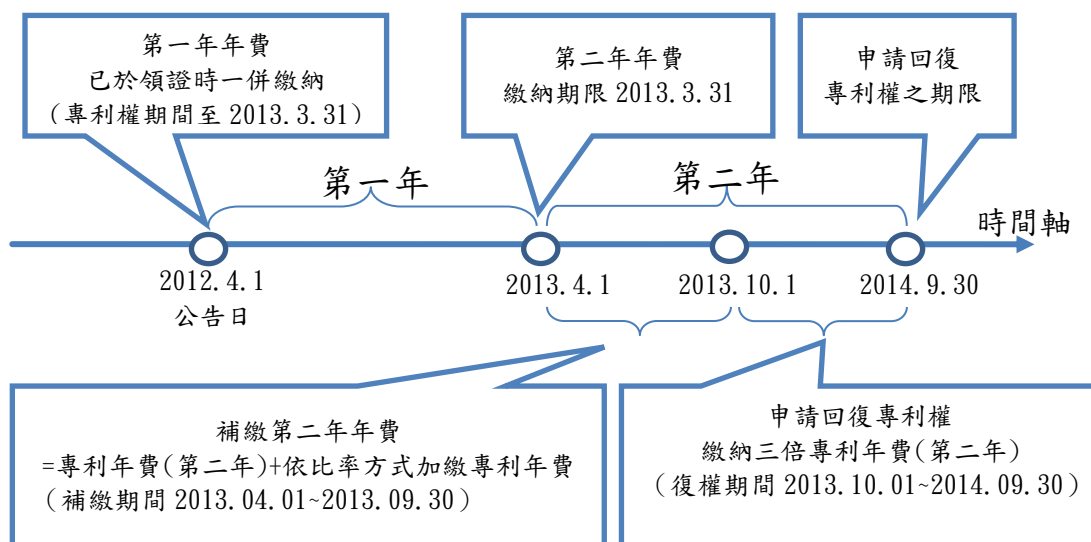 第一年年費
已於領證時一併繳納
（專利權期間至 2013.3.31）
第二年年費
繳納期限 2013.3.31
申請回復
專利權之期限
第一年
第二年
時間軸
2012.4.1
公告日
2013.4.1
2013.10.1
2014.9.30
補繳第二年年費
=專利年費(第二年)+依比率方式加繳專利年費
（補繳期間 2013.04.01~2013.09.30）
申請回復專利權
繳納三倍專利年費(第二年)
（復權期間 2013.10.01~2014.09.30）